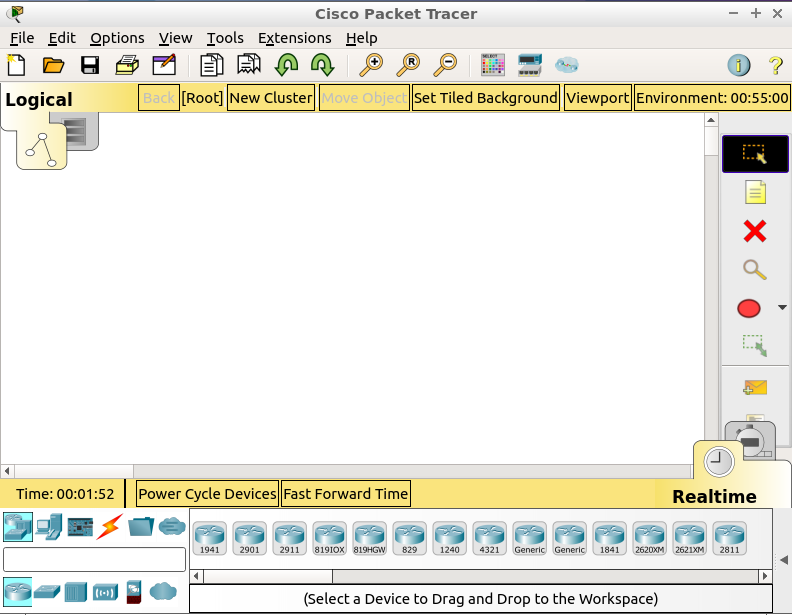 Cisco Packet Tracer
File Edit Options View Tools Extensions Help
Logical Back [Root] New Cluster Move Object Set Tiled Background Viewport Environment: 00:55:00
Time: 00:01:52 Power Cycle Devices Fast Forward Time Realtime
1941 2901 2911 819IOX 819HGW 829 1240 4321 Generic Generic 1841 2620XM 2621XM 2811
(Select a Device to Drag and Drop to the Workspace)